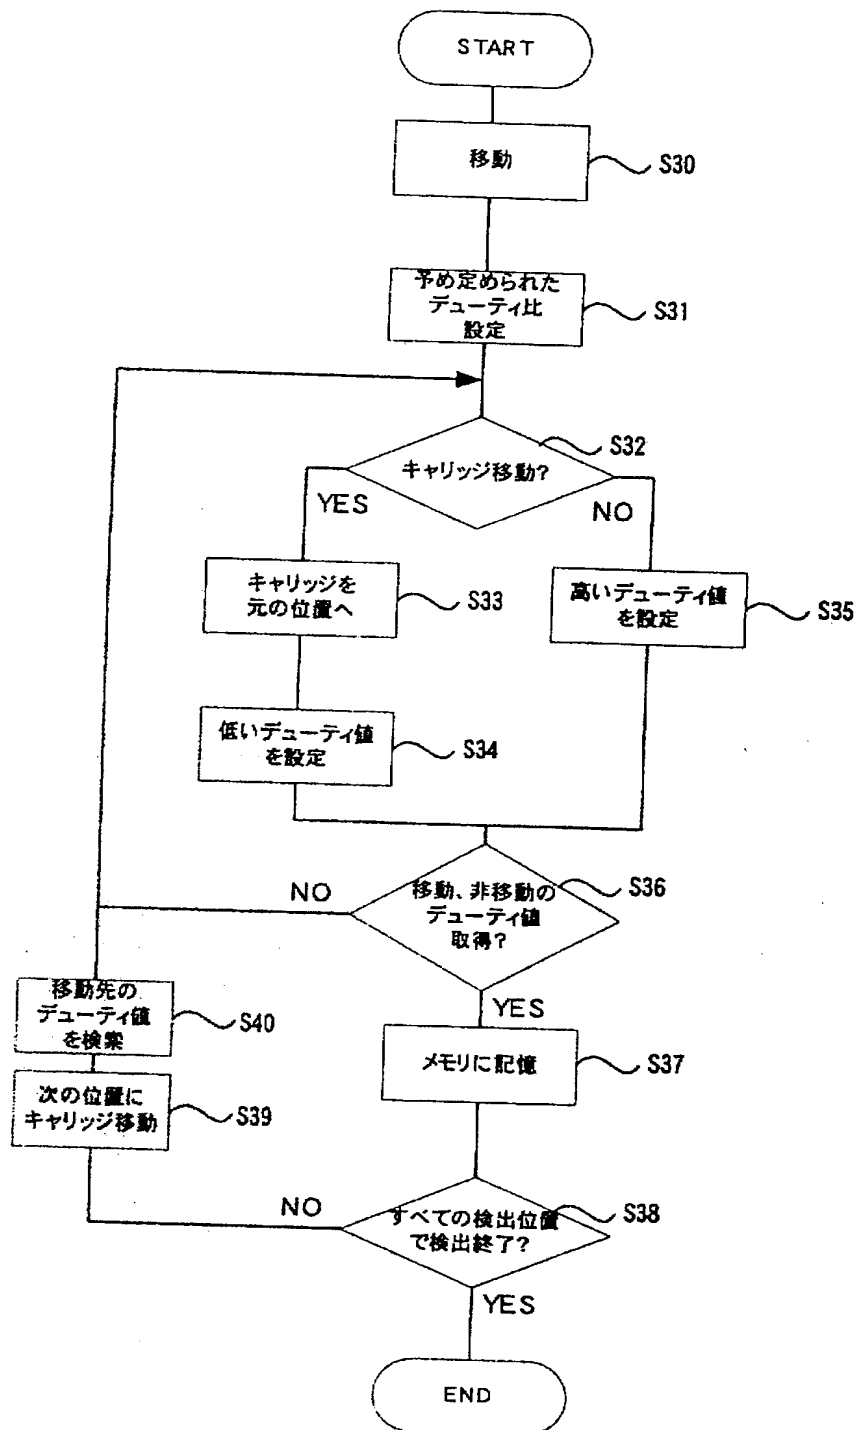 START
移動
S30
予め定められた
デューティ比
設定
S31
キャリッジ移動?
S32
YES
NO
キャリッジを
元の位置へ
S33
高いデューティ値
を設定
S35
低いデューティ値
を設定
S34
移動、非移動の
デューティ値
取得?
S36
NO
YES
移動先の
デューティ値
を検索
S40
メモリに記憶
S37
次の位置に
キャリッジ移動
S39
すべての検出位置
で検出終了?
S38
NO
YES
END